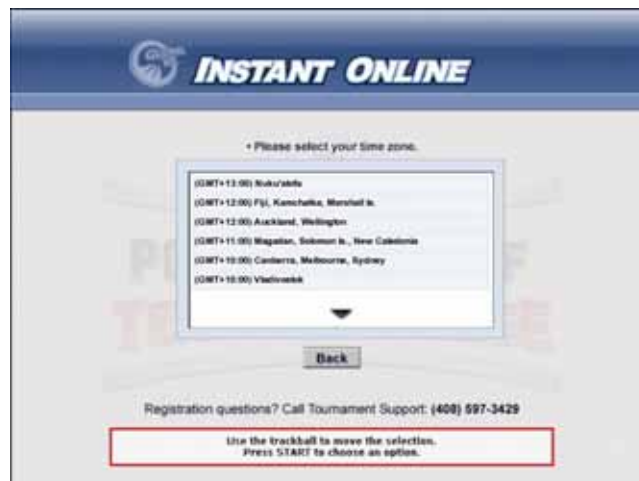 INSTANT ONLINE
• Please select your time zone.
(GMT+13:00) Nuku'alofa
(GMT+12:00) Fiji, Kamchatka, Marshall Is.
(GMT+12:00) Auckland, Wellington
(GMT+11:00) Magadan, Solomon Is., New Caledonia
(GMT+10:00) Canberra, Melbourne, Sydney
(GMT+10:00) Vladivostok
Back
Registration questions? Call Tournament Support: (408) 597-3429
Use the trackball to move the selection.
Press START to choose an option.